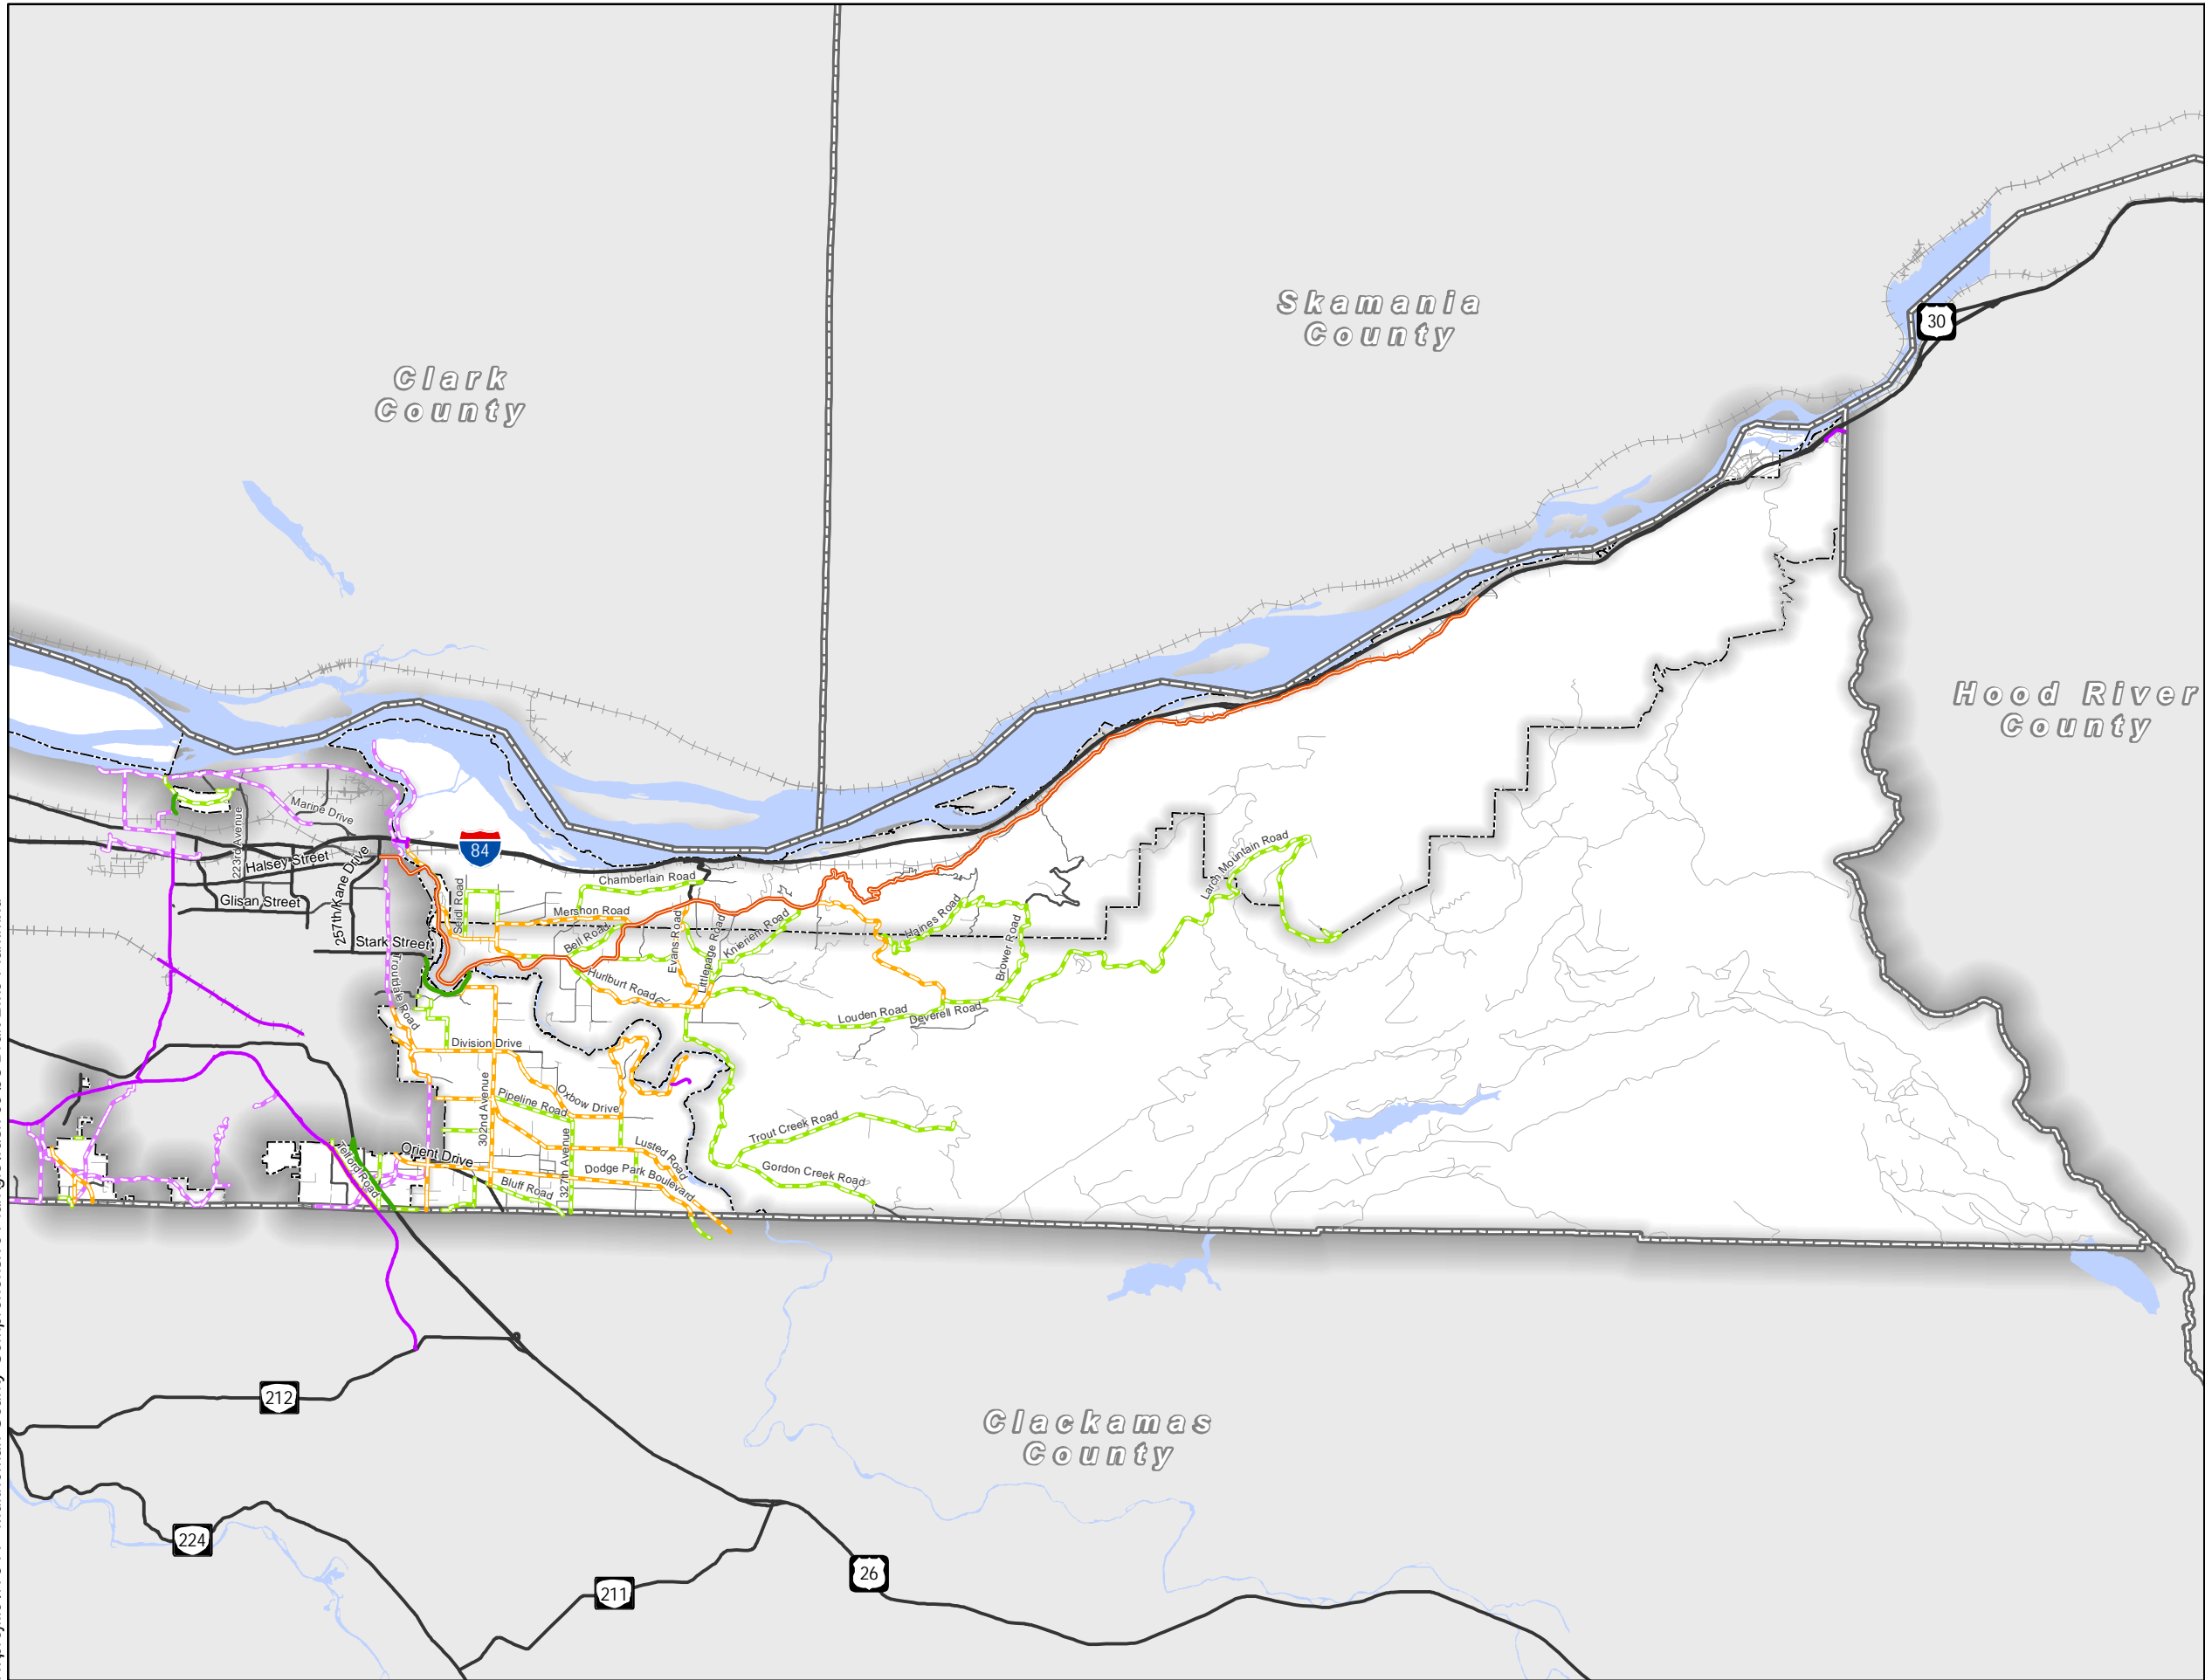 Skamania
County
30
Clark
County
Hood River
County
Marine Drive
223rd Avenue
Halsey Street
257th/Kane Drive
84
Glisan Street
Stark Street
Troutdale Road
Seidl Road
Chamberlain Road
Mershon Road
Bell Road
Evans Road
Littlepage Road
Knieriem Road
Hurlburt Road
Haines Road
Larch Mountain Road
Brower Road
Louden Road
Deverell Road
Division Drive
302nd Avenue
Pipeline Road
Oxbow Drive
327th Avenue
Lusted Road
Trout Creek Road
Gordon Creek Road
Orient Drive
Telford Road
Dodge Park Boulevard
Bluff Road
212
Clackamas
County
224
211
26